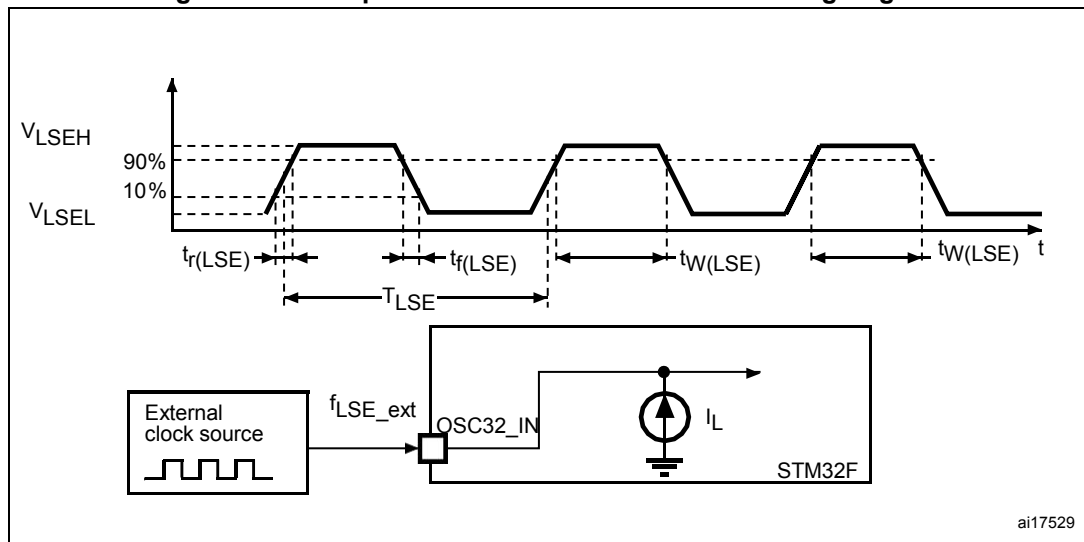 V_LSEH
90%
10%
V_LSEL
t_r(LSE)
t_f(LSE)
t_W(LSE)
t_W(LSE)
t
T_LSE
External
clock source
f_LSE_ext
OSC32_IN
I_L
STM32F
ai17529